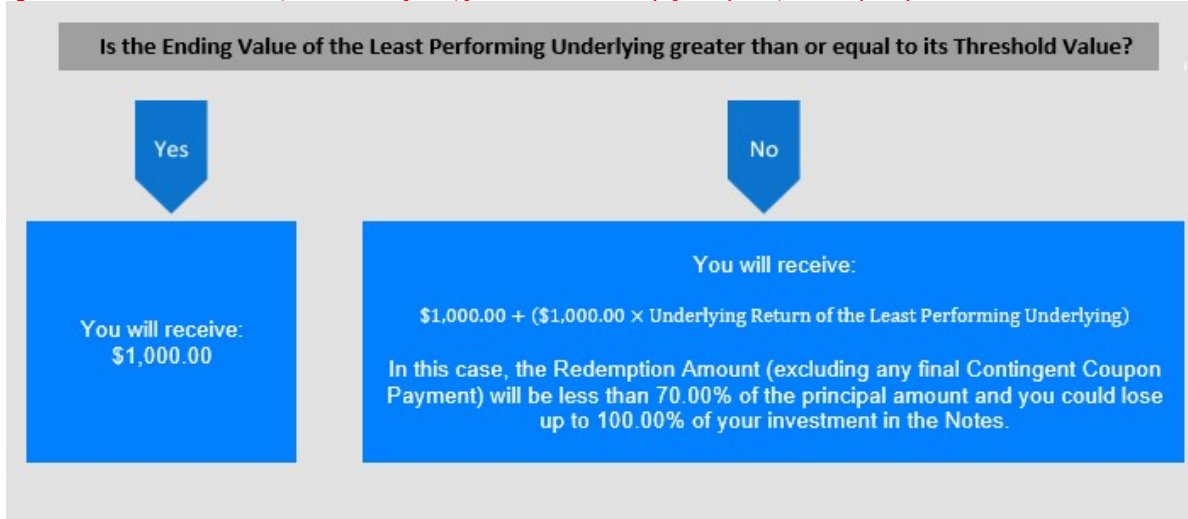 Is the Ending Value of the Least Performing Underlying greater than or equal to its Threshold Value?
Yes
No
You will receive:
$1,000.00
You will receive:
$1,000.00 + ($1,000.00 × Underlying Return of the Least Performing Underlying)
In this case, the Redemption Amount (excluding any final Contingent Coupon
Payment) will be less than 70.00% of the principal amount and you could lose
up to 100.00% of your investment in the Notes.